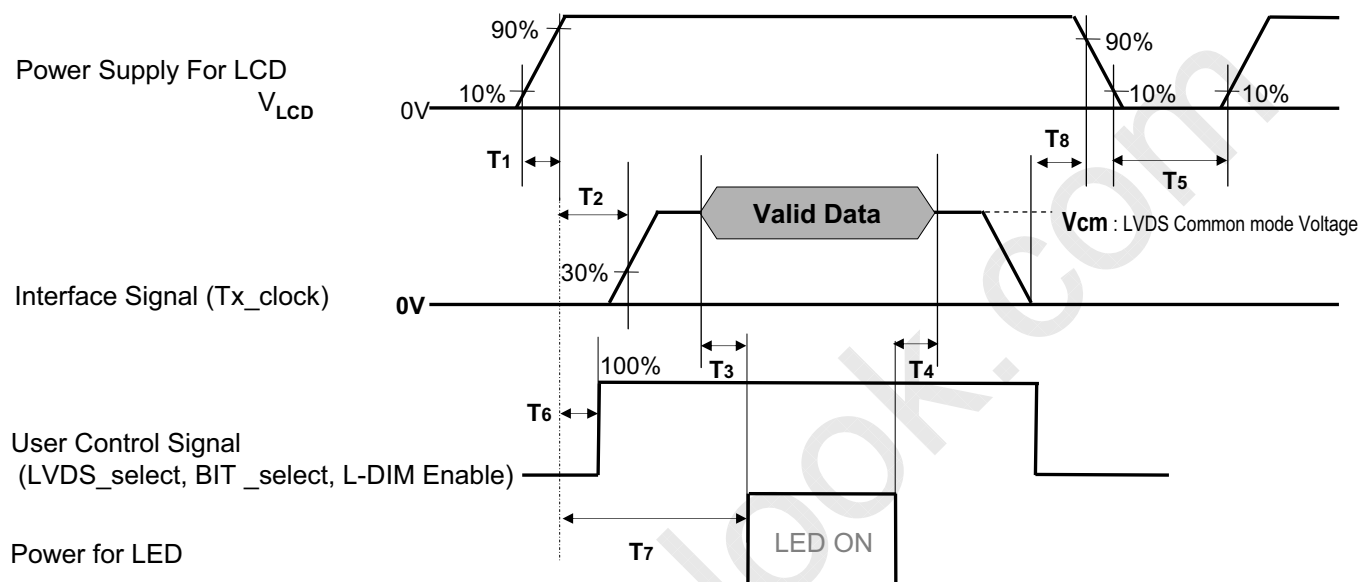 90%
90%
Power Supply For LCD
10%
10%
10%
VLCD
0V
T1
T8
T5
T2
Valid Data
Vcm : LVDS Common mode Voltage
30%
Interface Signal (Tx_clock)
0V
100%
T3
T4
T6
User Control Signal
(LVDS_select, BIT _select, L-DIM Enable)
T7
LED ON
Power for LED
look.com